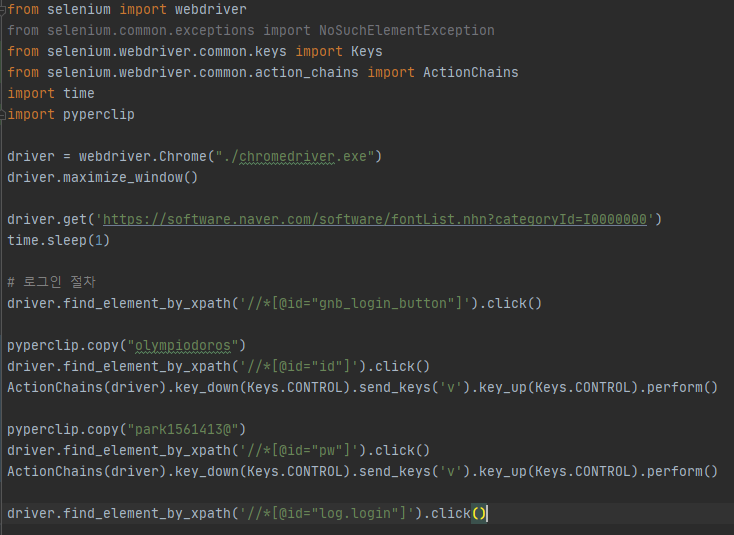 from selenium import webdriver
from selenium.common.exceptions import NoSuchElementException
from selenium.webdriver.common.keys import Keys
from selenium.webdriver.common.action_chains import ActionChains
import time
import pyperclip
driver = webdriver.Chrome("./chromedriver.exe")
driver.maximize_window()
driver.get('https://software.naver.com/software/fontList.nhn?categoryId=I0000000')
time.sleep(1)
# 로그인 절차
driver.find_element_by_xpath('//*[@id="gnb_login_button"]').click()
pyperclip.copy("olympiodoros")
driver.find_element_by_xpath('//*[@id="id"]').click()
ActionChains(driver).key_down(Keys.CONTROL).send_keys('v').key_up(Keys.CONTROL).perform()
pyperclip.copy("park1561413@")
driver.find_element_by_xpath('//*[@id="pw"]').click()
ActionChains(driver).key_down(Keys.CONTROL).send_keys('v').key_up(Keys.CONTROL).perform()
driver.find_element_by_xpath('//*[@id="log.login"]').click()